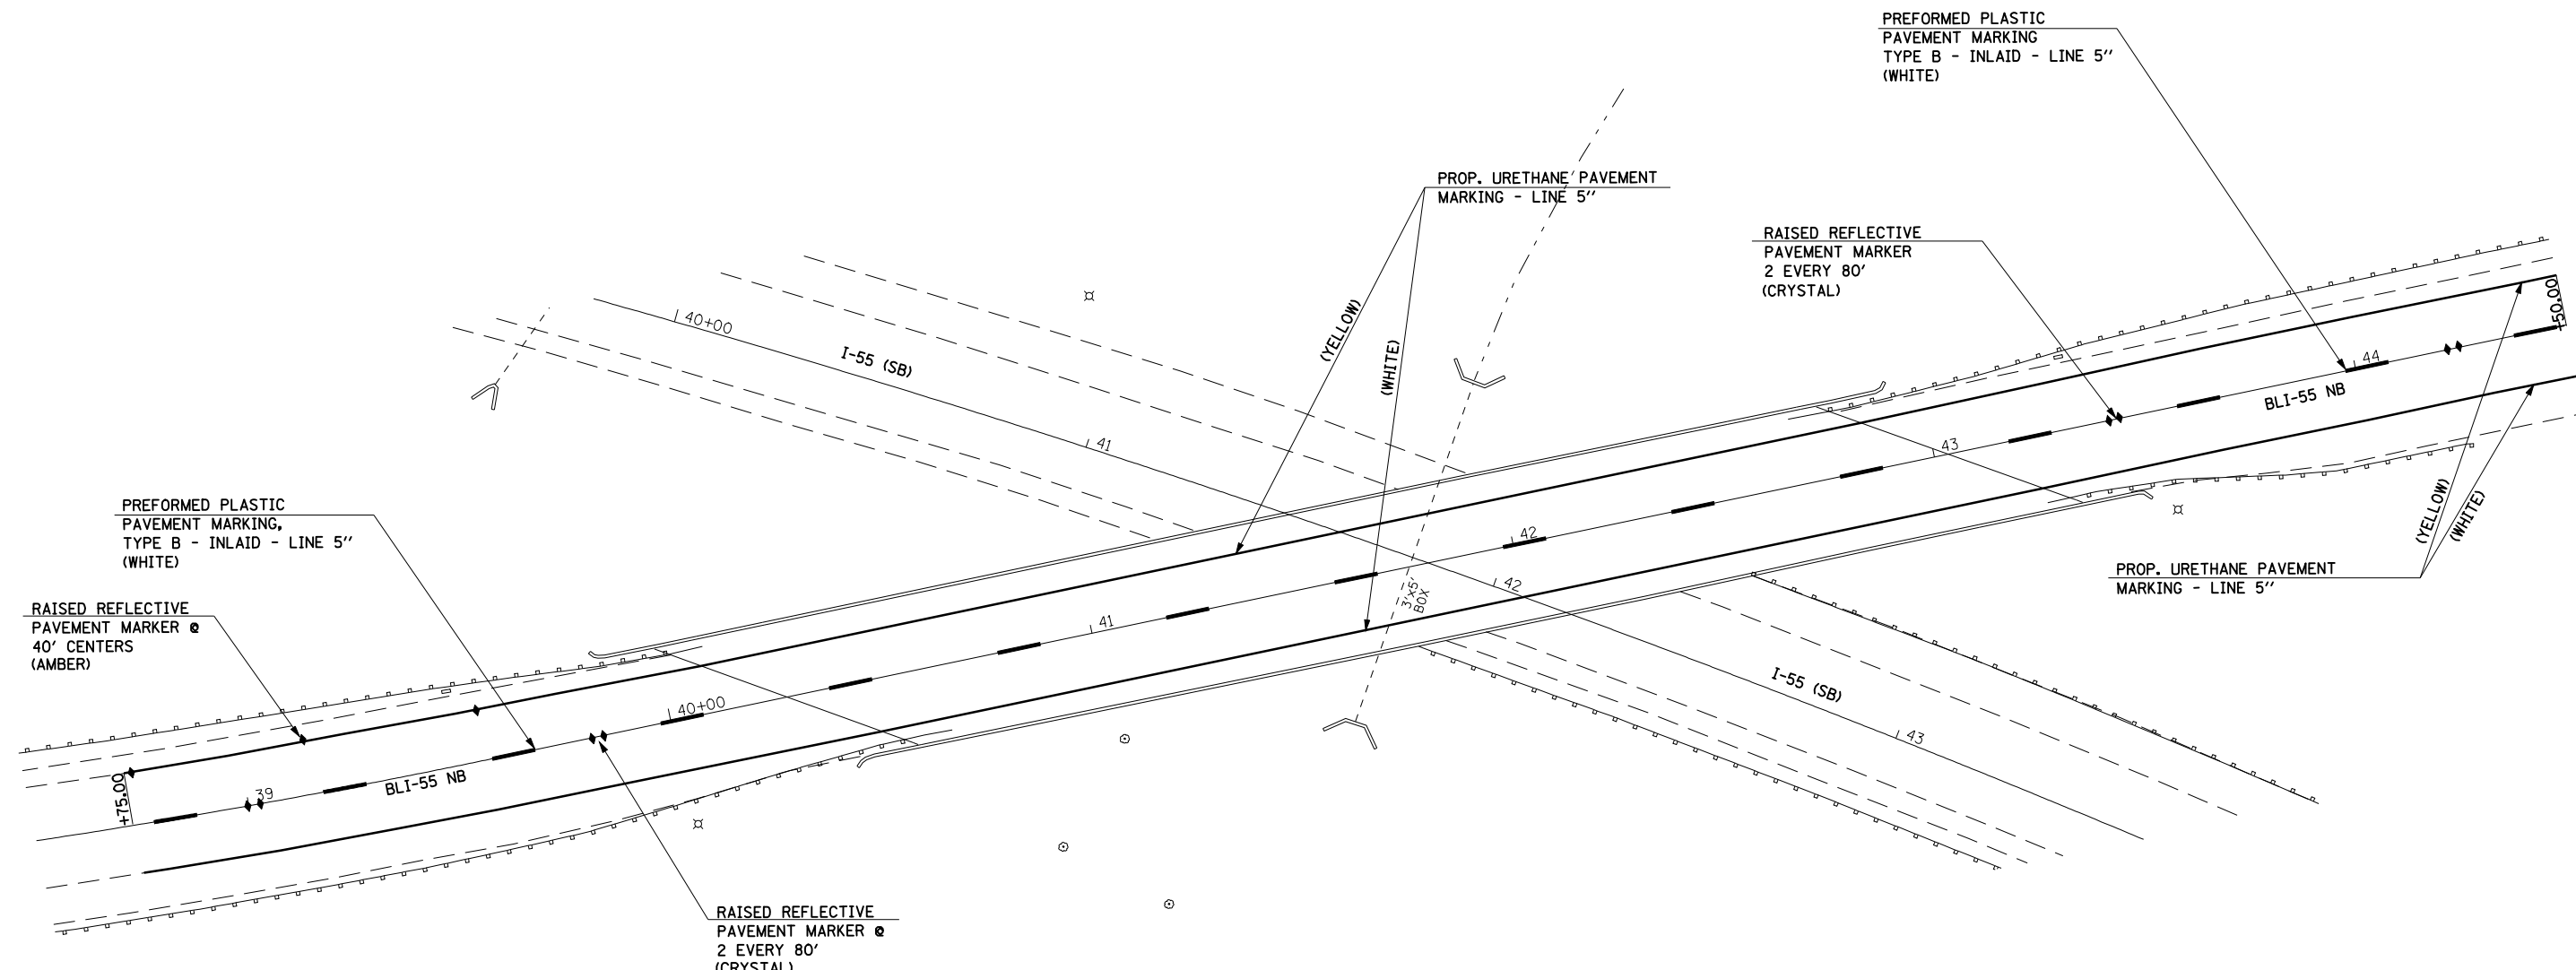 PREFORMED PLASTIC
PAVEMENT MARKING
TYPE B - INLAID - LINE 5"
(WHITE)
PROP. URETHANE PAVEMENT
MARKING - LINE 5"
(YELLOW)
(WHITE)
RAISED REFLECTIVE
PAVEMENT MARKER
2 EVERY 80'
(CRYSTAL)
+50.00
40+00
I-55 (SB)
41
44
BLI-55 NB
43
42
42
3'x5'
BOX
41
40+00
PREFORMED PLASTIC
PAVEMENT MARKING,
TYPE B - INLAID - LINE 5"
(WHITE)
RAISED REFLECTIVE
PAVEMENT MARKER @
40' CENTERS
(AMBER)
(YELLOW)
(WHITE)
PROP. URETHANE PAVEMENT
MARKING - LINE 5"
I-55 (SB)
43
+75.00
39
BLI-55 NB
RAISED REFLECTIVE
PAVEMENT MARKER @
2 EVERY 80'
(CRYSTAL)